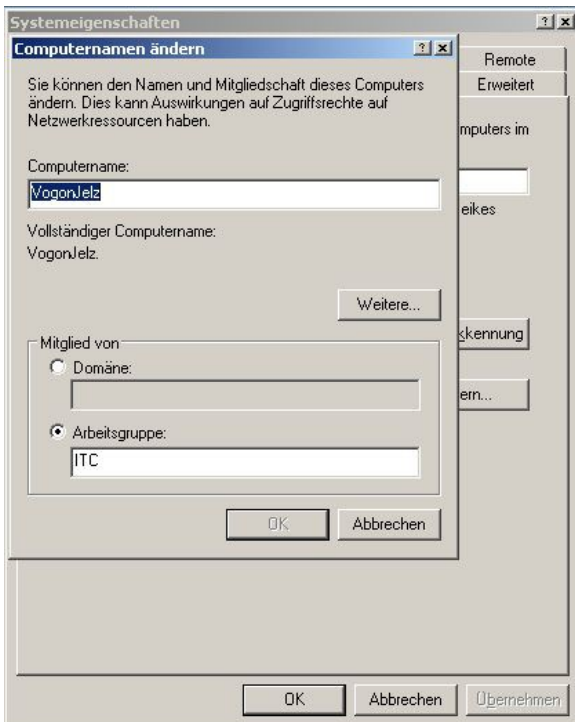 Systemeigenschaften
Computernamen ändern
Remote
Erweitert
Sie können den Namen und Mitgliedschaft dieses Computers
ändern. Dies kann Auswirkungen auf Zugriffsrechte auf
Netzwerkressourcen haben.
mputers im
Computername:
VogonJelz
eikes
Vollständiger Computername:
VogonJelz.
Weitere...
kkennung
Mitglied von
Domäne:
ern...
Arbeitsgruppe:
ITC
OK Abbrechen
OK Abbrechen Übernehmen